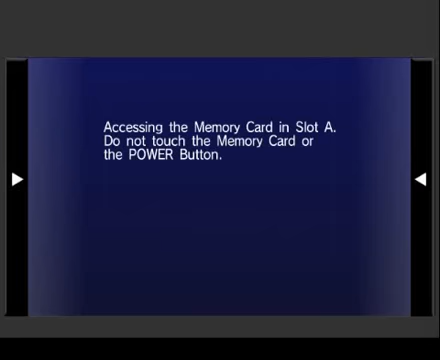 Accessing the Memory Card in Slot A.
Do not touch the Memory Card or
the POWER Button.